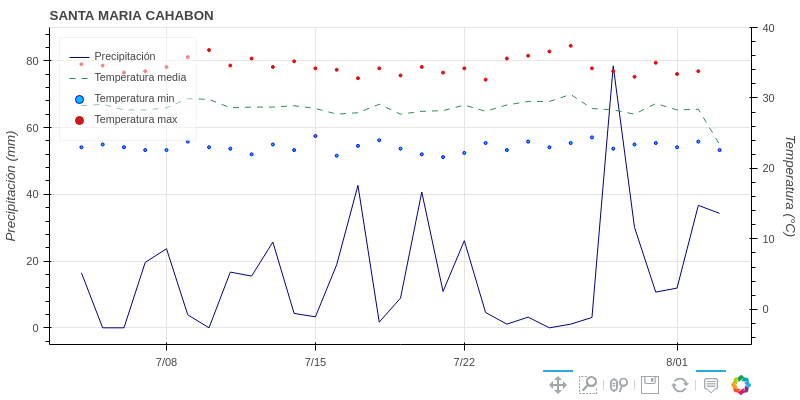 SANTA MARIA CAHABON
Precipitación
Temperatura media
Temperatura min
Temperatura max
Precipitación (mm)
80
60
40
20
0
Temperatura (°C)
40
30
20
10
0
7/08
7/15
7/22
8/01